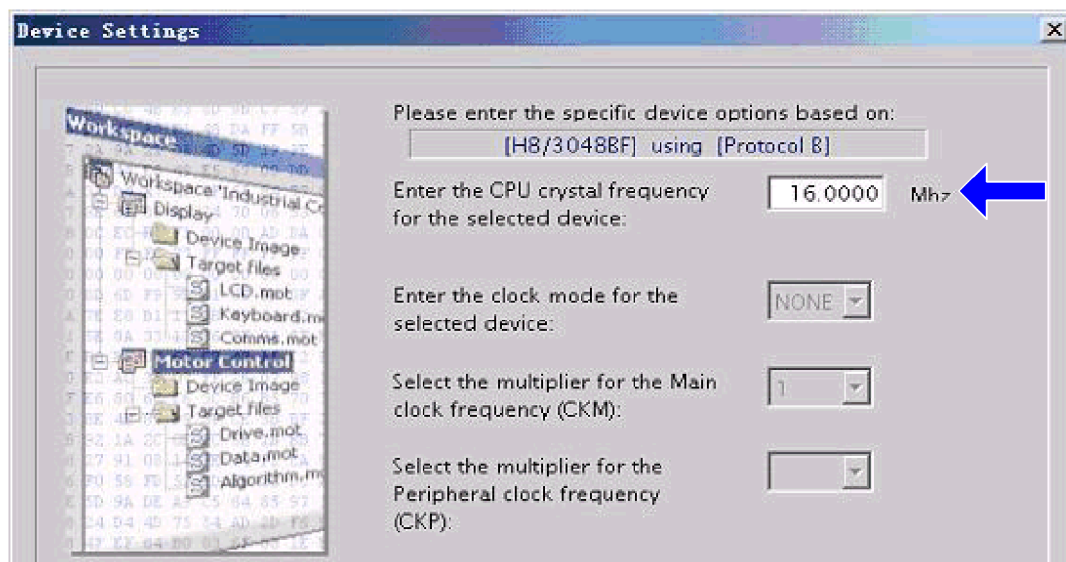 Device Settings
Please enter the specific device options based on:
[H8/3048BF] using [Protocol B]
Enter the CPU crystal frequency
for the selected device:
16.0000 Mhz
Enter the clock mode for the
selected device:
NONE
Select the multiplier for the Main
clock frequency (CKM):
1
Select the multiplier for the
Peripheral clock frequency
(CKP):
Workspace
Workspace 'Industrial Co
Display
Device Image
Target files
LCD.mot
Keyboard.m
Comms.mot
Motor Control
Device Image
Target files
Drive.mot
Data.mot
Algorithm.m